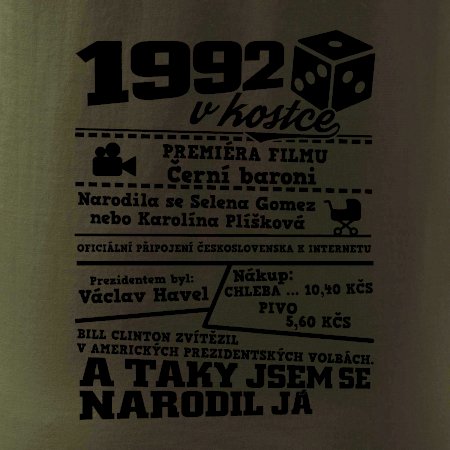 1992
v kostce
PREMIÉRA FILMU
Černí baroni
Narodila se Selena Gomez
nebo Karolína Plíšková
OFICIÁLNÍ PŘIPOJENÍ ČESKOSLOVENSKA K INTERNETU
Prezidentem byl:
Václav Havel
Nákup:
CHLEBA ... 10,40 KČS
PIVO
5,60 KČS
BILL CLINTON ZVÍTĚZIL
V AMERICKÝCH PREZIDENTSKÝCH VOLBÁCH.
A TAKY JSEM SE
NARODIL JÁ